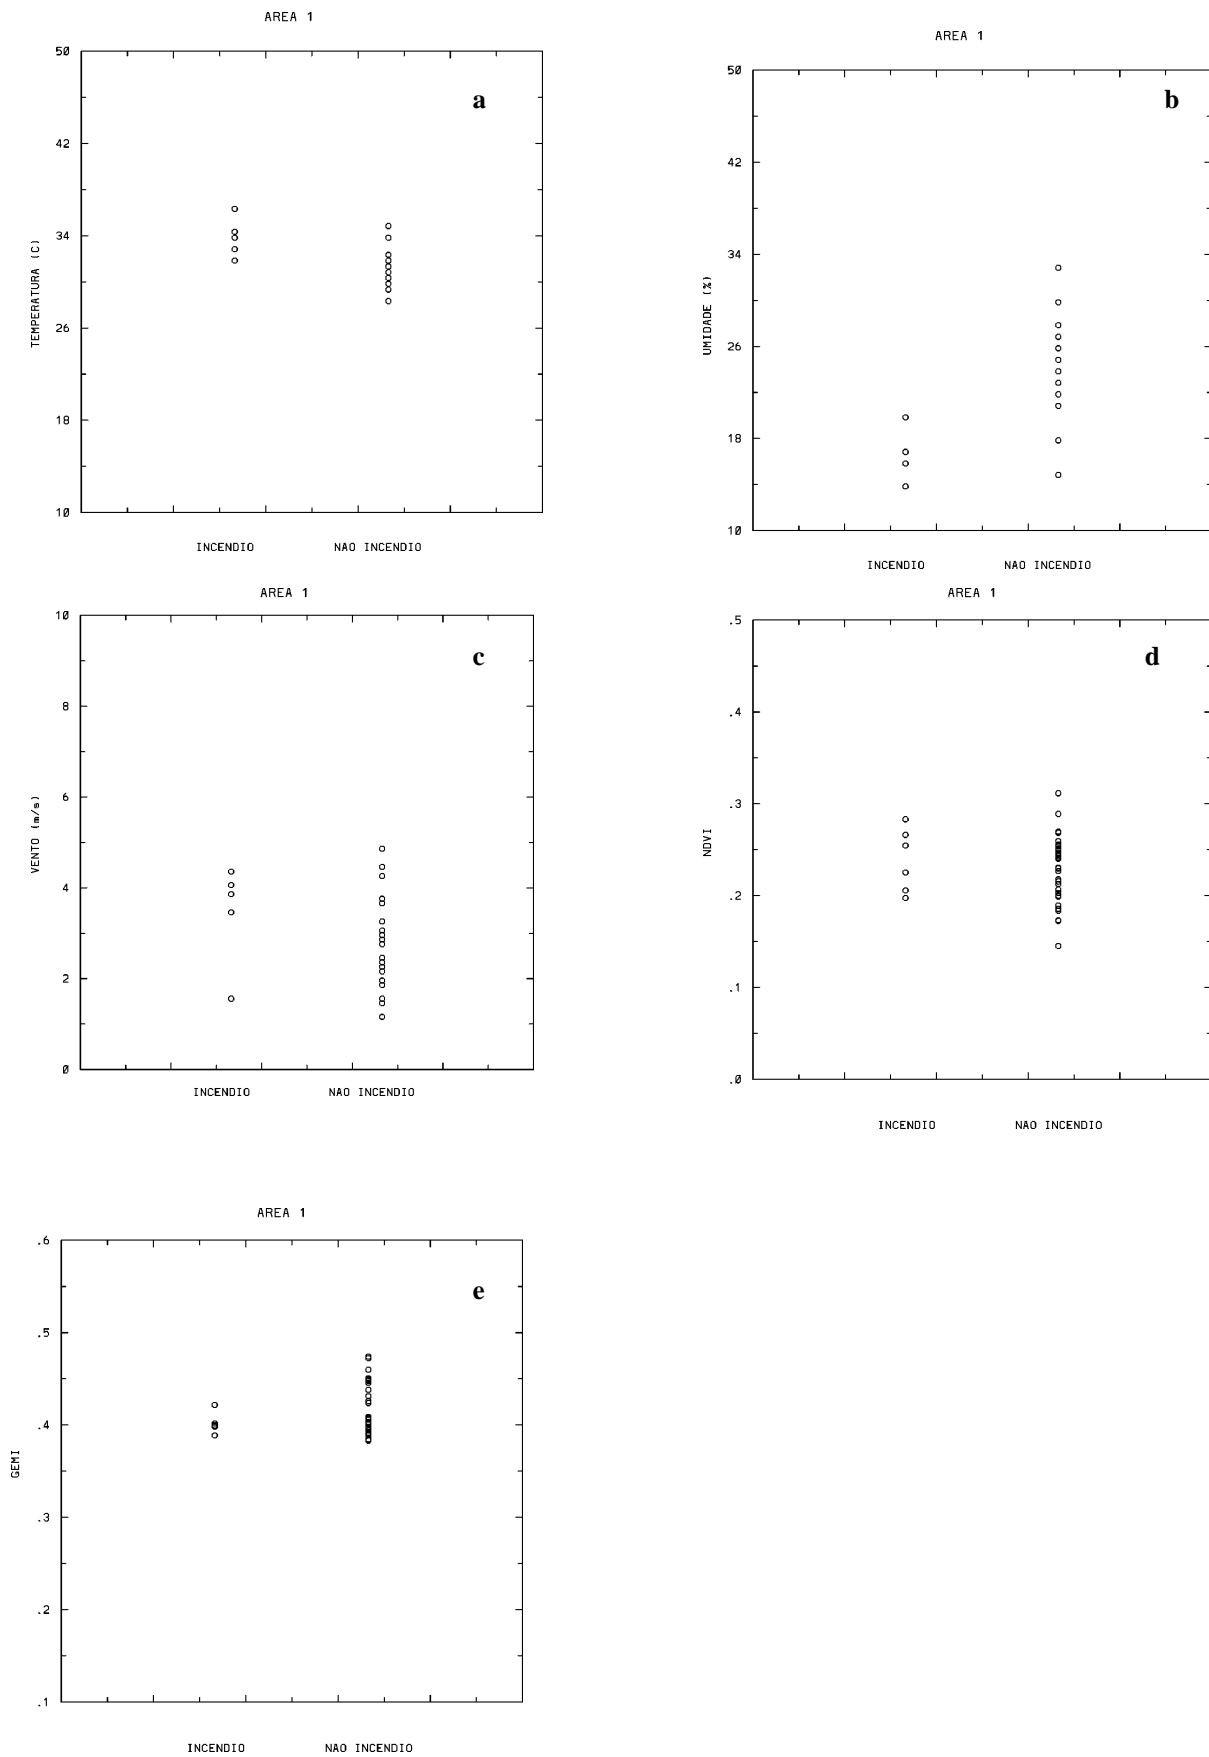 AREA 1
a
50
42
34
26
18
10
TEMPERATURA (C)
INCENDIO NAO INCENDIO
AREA 1
b
50
42
34
26
18
10
UMIDADE (%)
INCENDIO NAO INCENDIO
AREA 1
c
10
8
6
4
2
0
VENTO (m/s)
INCENDIO NAO INCENDIO
AREA 1
d
.5
.4
.3
.2
.1
.0
NDVI
INCENDIO NAO INCENDIO
AREA 1
e
.6
.5
.4
.3
.2
.1
GEMI
INCENDIO NAO INCENDIO